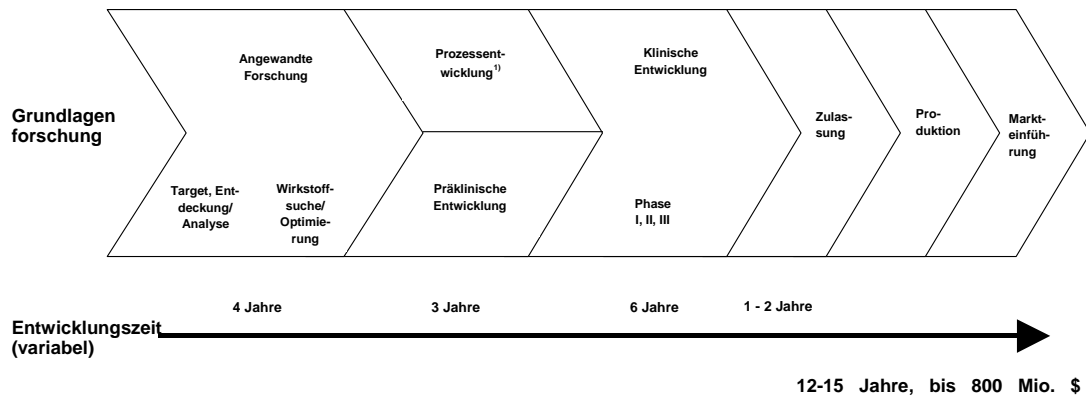 Grundlagen
forschung
Angewandte
Forschung
Target, Ent-
deckung/
Analyse
Wirkstoff-
suche/
Optimie-
rung
Prozessent-
wicklung¹⁾
Präklinische
Entwicklung
Klinische
Entwicklung
Phase
I, II, III
Zulas-
sung
Pro-
duktion
Markt-
einfüh-
rung
Entwicklungszeit
(variabel)
4 Jahre
3 Jahre
6 Jahre
1 - 2 Jahre
12-15 Jahre, bis 800 Mio. $